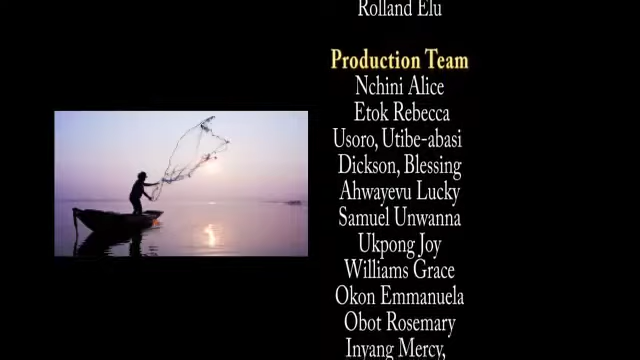 Rolland Elu
Production Team
Nchini Alice
Etok Rebecca
Usoro, Utibe-abasi
Dickson, Blessing
Ahwayevu Lucky
Samuel Unwanna
Ukpong Joy
Williams Grace
Okon Emmanuela
Obot Rosemary
Inyang Mercy,